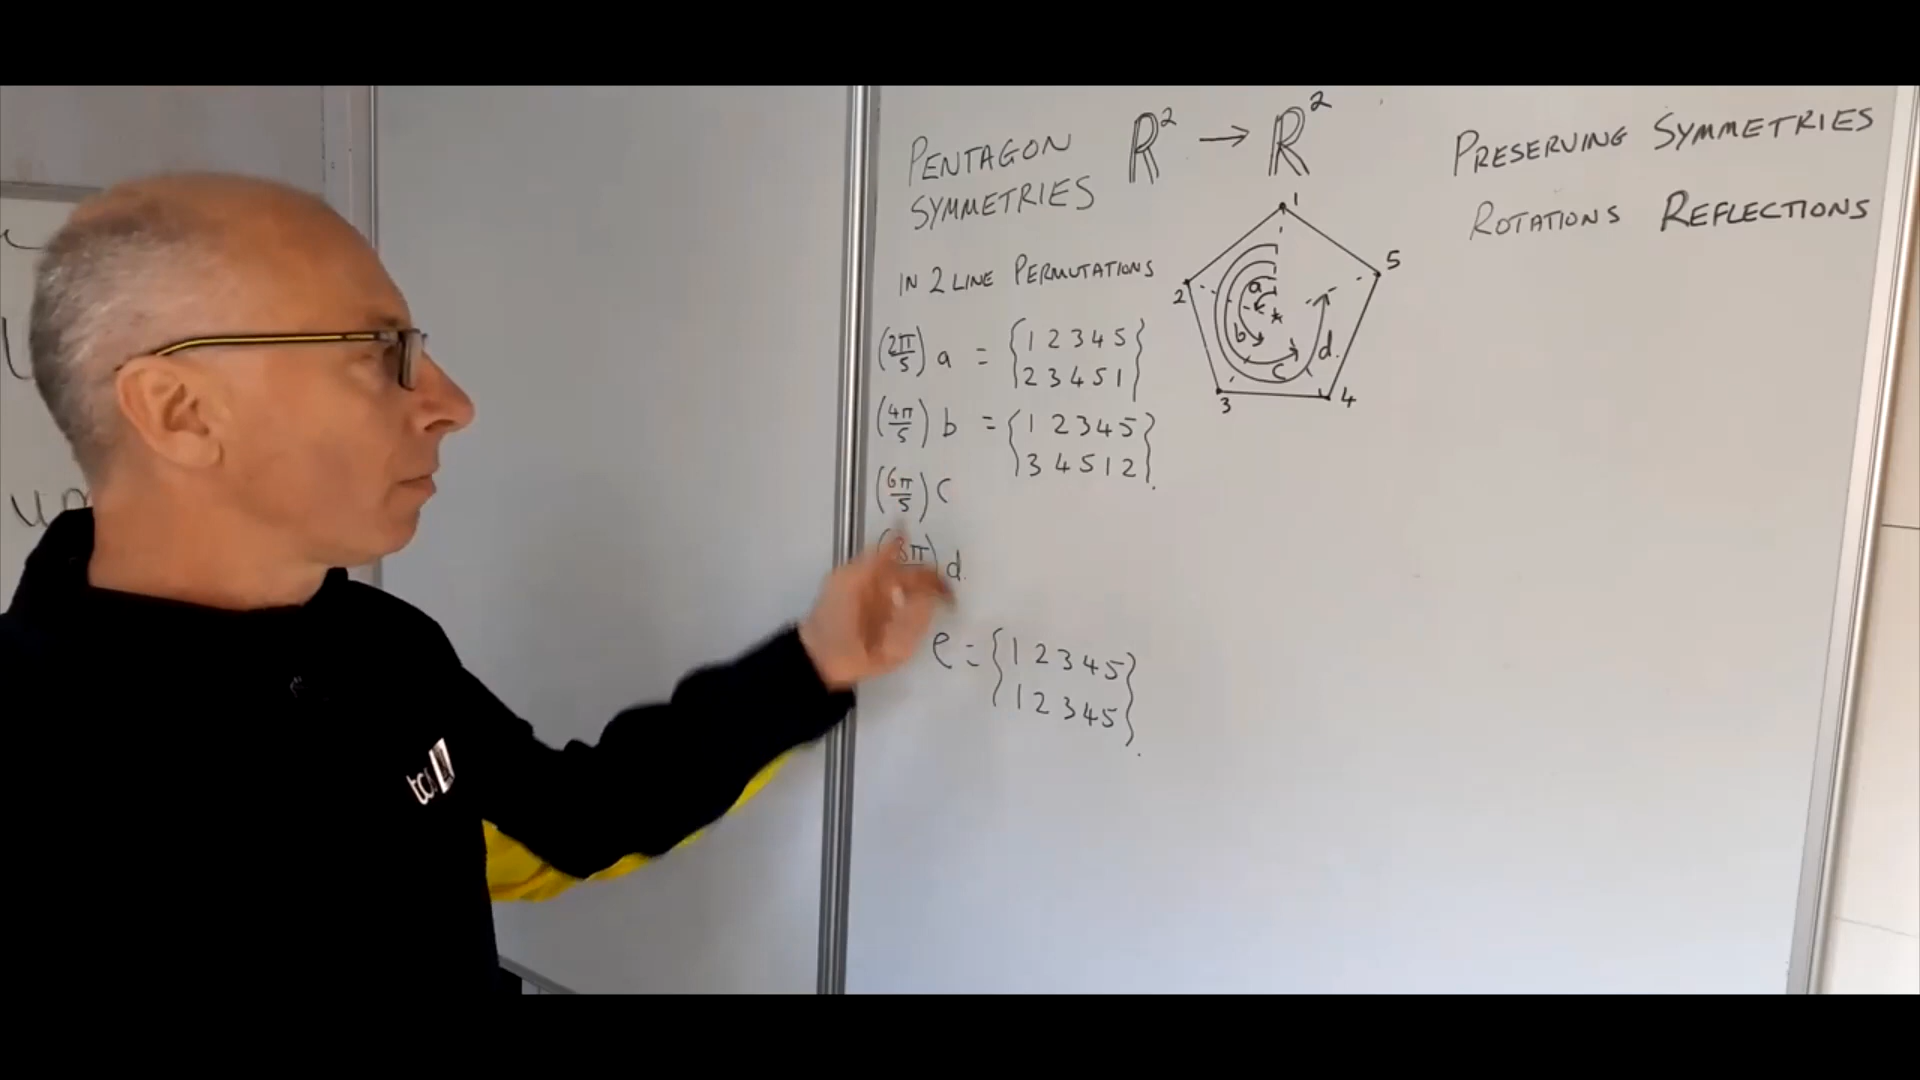 PENTAGON
SYMMETRIES
R² → R²
PRESERVING SYMMETRIES
ROTATIONS REFLECTIONS
IN 2 LINE PERMUTATIONS
(2π/5) a = {1 2 3 4 5
2 3 4 5 1}
(4π/5) b = {1 2 3 4 5
3 4 5 1 2}.
(6π/5) c
d.
e = {1 2 3 4 5
1 2 3 4 5}.
1
2
3
4
5
a
b
c
d.